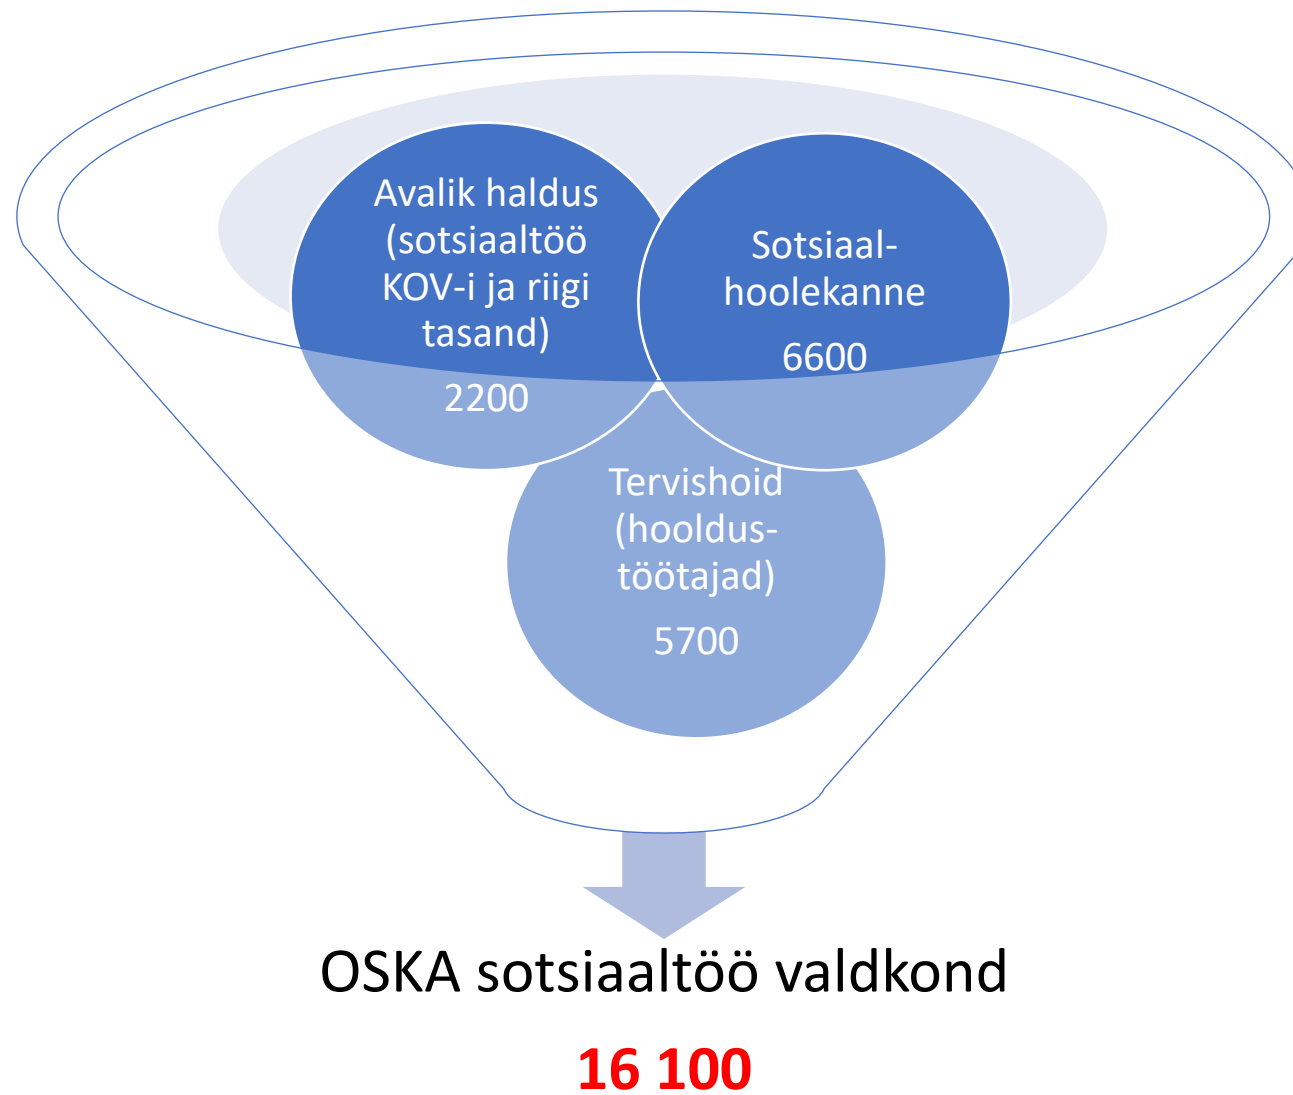 Avalik haldus
(sotsiaaltöö
KOV-i ja riigi
tasand)
2200
Sotsiaal-
hoolekanne
6600
Tervishoid
(hooldus-
töötajad)
5700
OSKA sotsiaaltöö valdkond
16 100